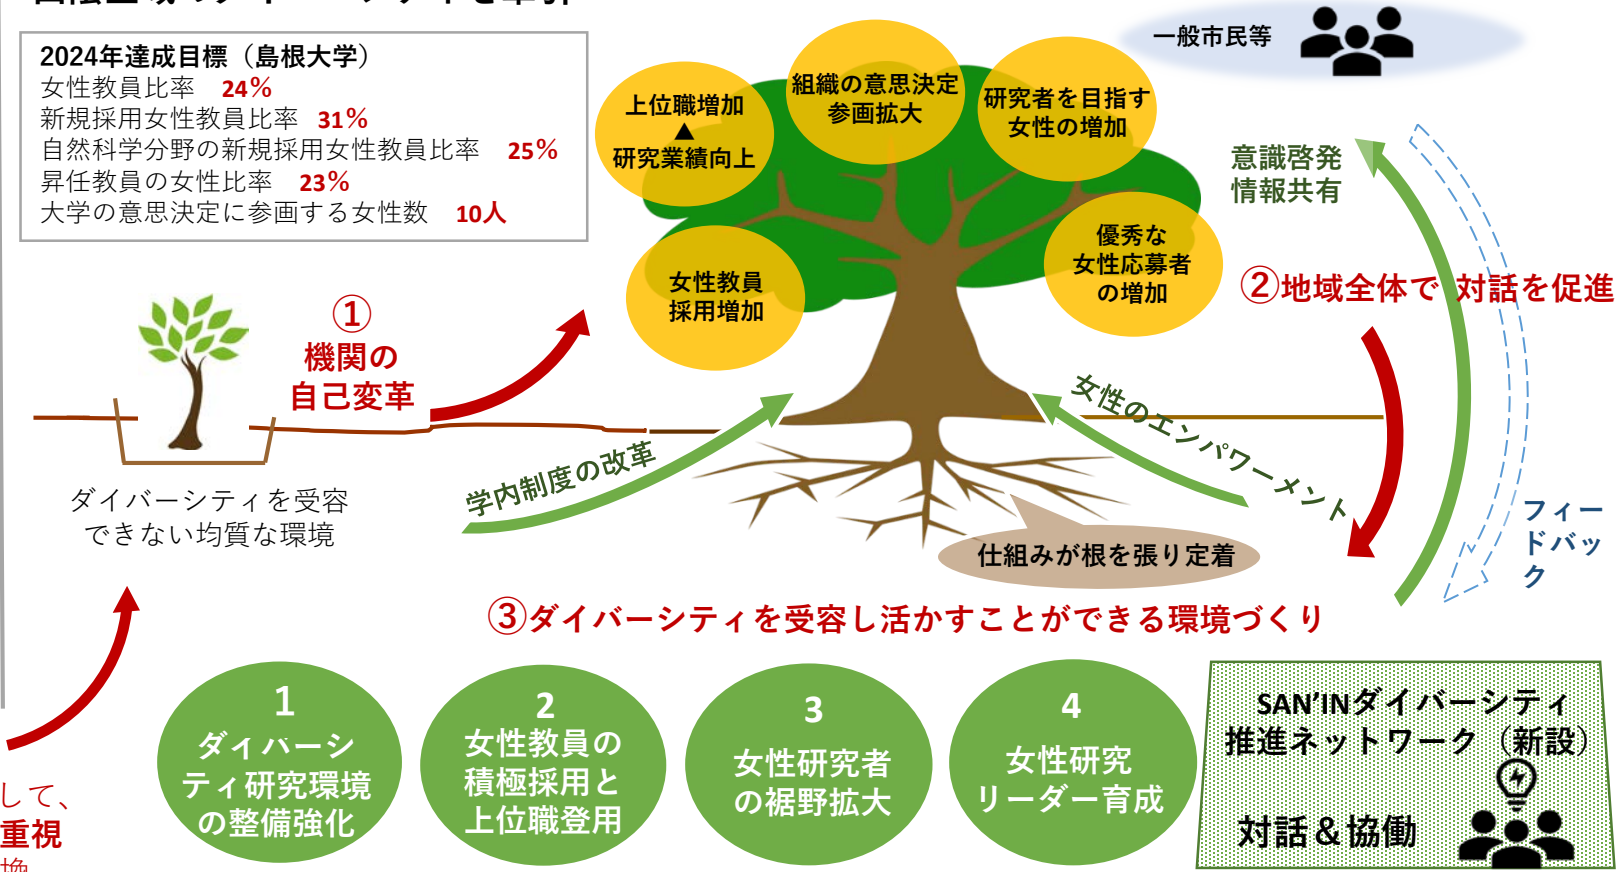 2024年達成目標（島根大学）
女性教員比率　24%
新規採用女性教員比率　31%
自然科学分野の新規採用女性教員比率　25%
昇任教員の女性比率　23%
大学の意思決定に参画する女性数　10人
上位職増加
▲
研究業績向上
組織の意思決定
参画拡大
研究者を目指す
女性の増加
女性教員
採用増加
優秀な
女性応募者
の増加
一般市民等
意識啓発
情報共有
①
機関の
自己変革
②地域全体で 対話を促進
ダイバーシティを受容
できない均質な環境
学内制度の改革
女性のエンパワーメント
仕組みが根を張り定着
フィー
ドバッ
ク
③ダイバーシティを受容し活かすことができる環境づくり
1
ダイバーシ
ティ研究環境
の整備強化
2
女性教員の
積極採用と
上位職登用
3
女性研究者
の裾野拡大
4
女性研究
リーダー育成
SAN'INダイバーシティ
推進ネットワーク（新設）
対話＆協働
して、
重視